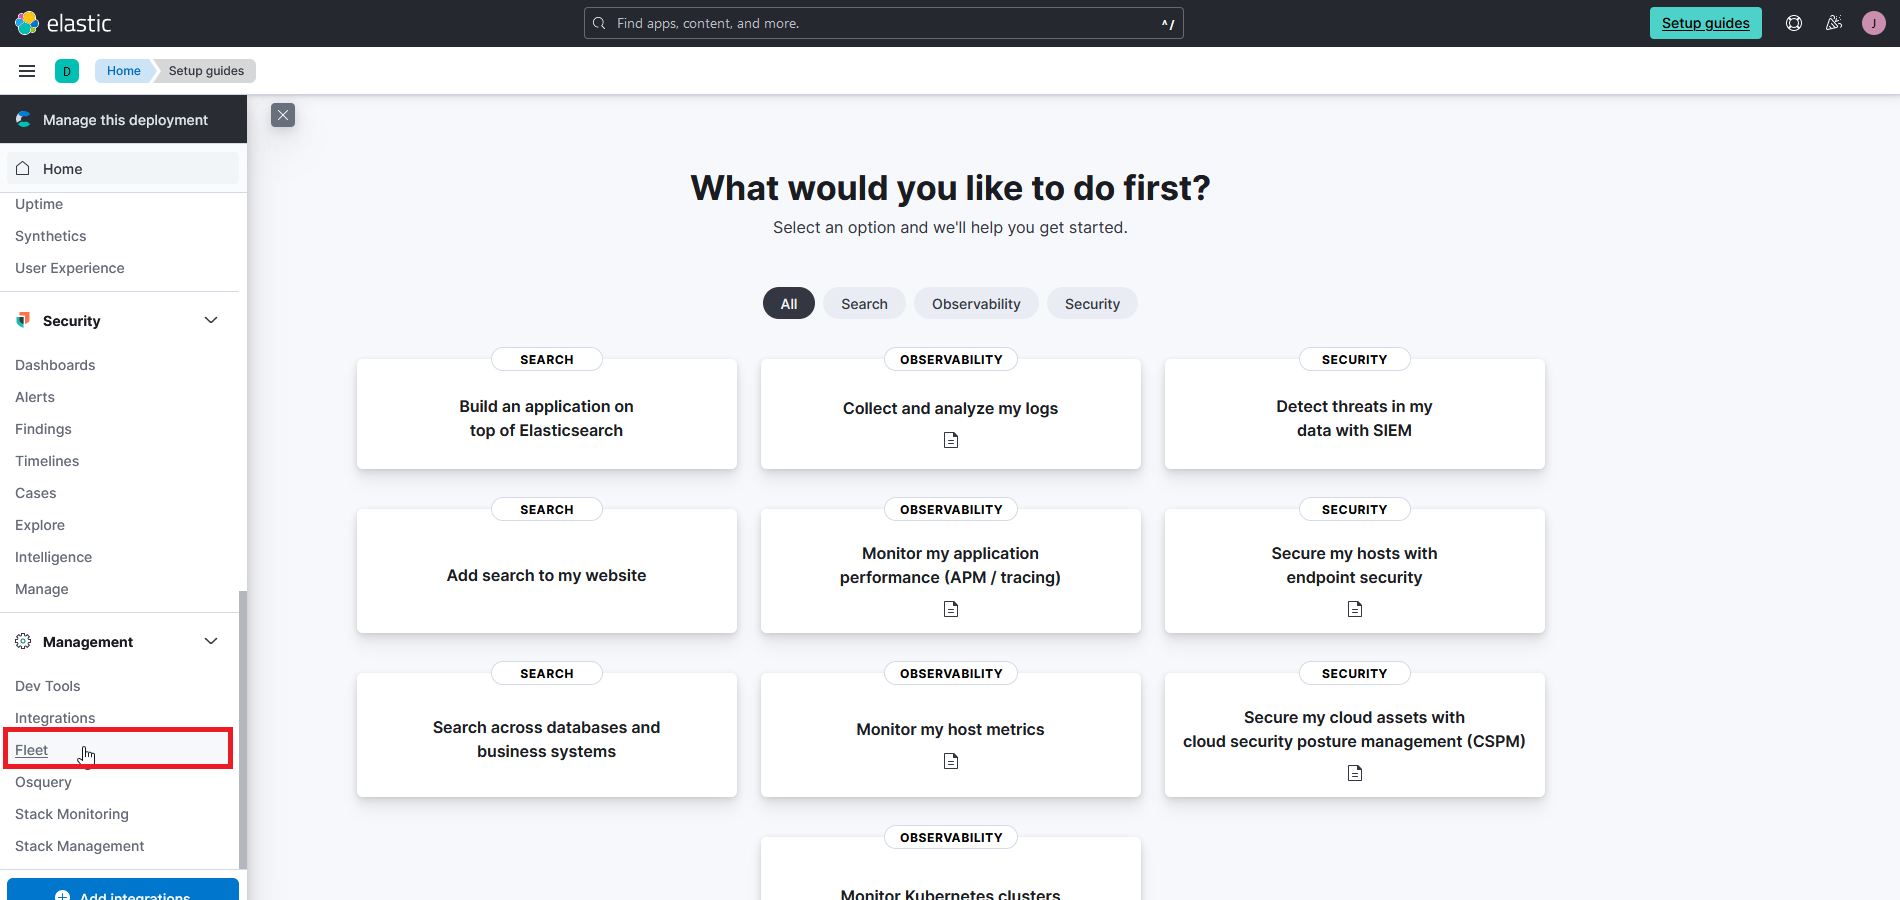 elastic
Find apps, content, and more.
^/
Setup guides
J
D
Home
Setup guides
Manage this deployment
Home
Uptime
Synthetics
User Experience
Security
Dashboards
Alerts
Findings
Timelines
Cases
Explore
Intelligence
Manage
Management
Dev Tools
Integrations
Fleet
Osquery
Stack Monitoring
Stack Management
Add integrations
What would you like to do first?
Select an option and we'll help you get started.
All
Search
Observability
Security
SEARCH
Build an application on
top of Elasticsearch
OBSERVABILITY
Collect and analyze my logs
SECURITY
Detect threats in my
data with SIEM
SEARCH
Add search to my website
OBSERVABILITY
Monitor my application
performance (APM / tracing)
SECURITY
Secure my hosts with
endpoint security
SEARCH
Search across databases and
business systems
OBSERVABILITY
Monitor my host metrics
SECURITY
Secure my cloud assets with
cloud security posture management (CSPM)
OBSERVABILITY
Monitor Kubernetes clusters